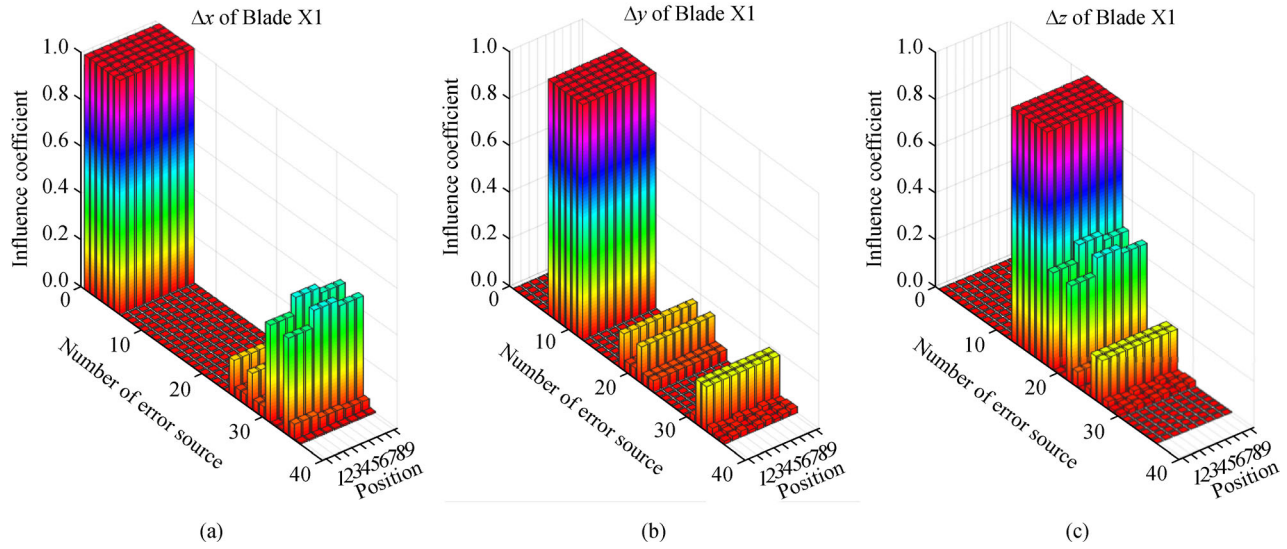 Δx of Blade X1
1.0
0.8
0.6
0.4
0.2
0.0
Influence coefficient
0
10
20
30
40
Number of error source
123456789
Position
(a)
Δy of Blade X1
1.0
0.8
0.6
0.4
0.2
0.0
Influence coefficient
0
10
20
30
40
Number of error source
123456789
Position
(b)
Δz of Blade X1
1.0
0.8
0.6
0.4
0.2
0.0
Influence coefficient
0
10
20
30
40
Number of error source
123456789
Position
(c)